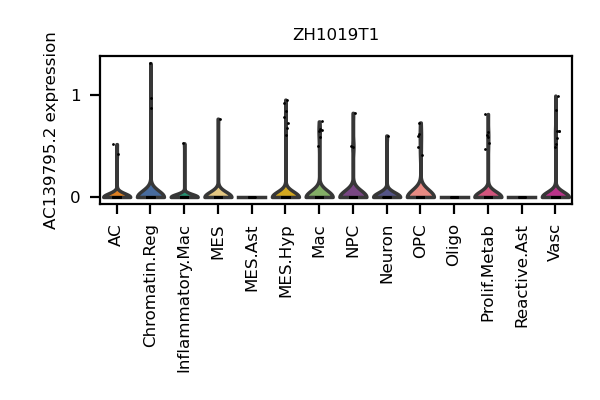 ZH1019T1
AC139795.2 expression
1
0
AC
Chromatin.Reg
Inflammatory.Mac
MES
MES.Ast
MES.Hyp
Mac
NPC
Neuron
OPC
Oligo
Prolif.Metab
Reactive.Ast
Vasc